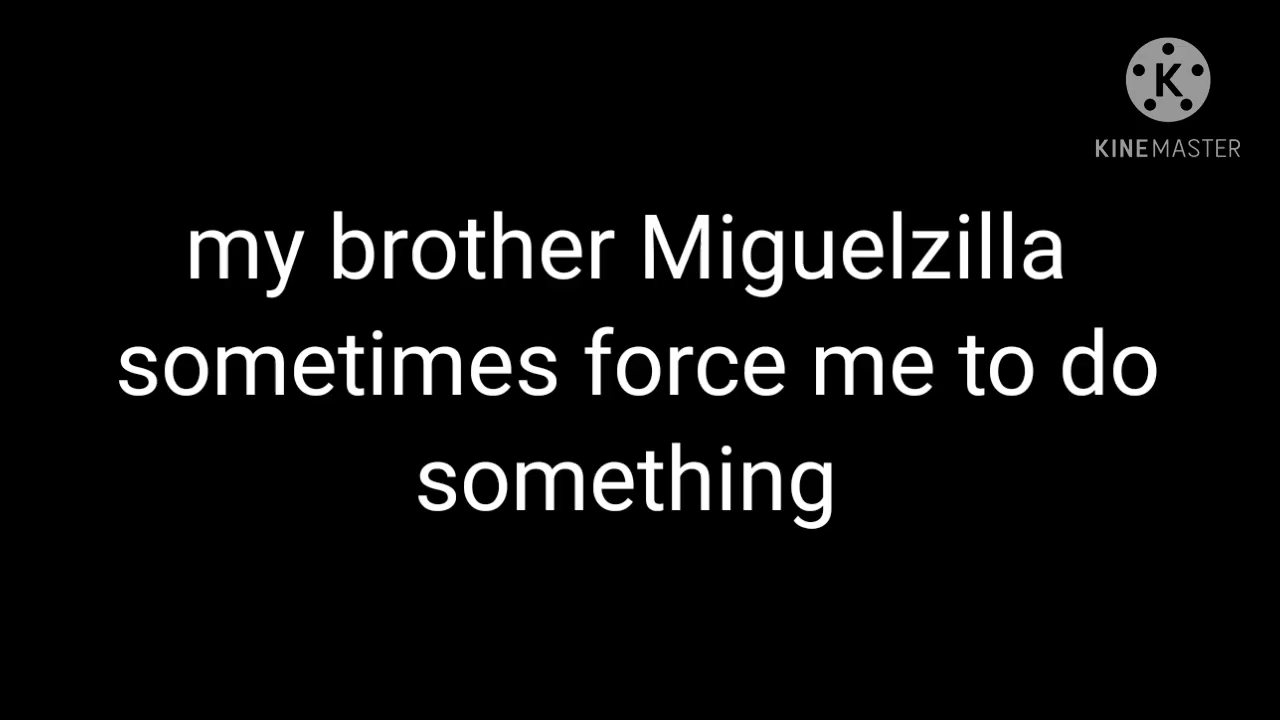 K
KINEMASTER
my brother Miguelzilla
sometimes force me to do
something